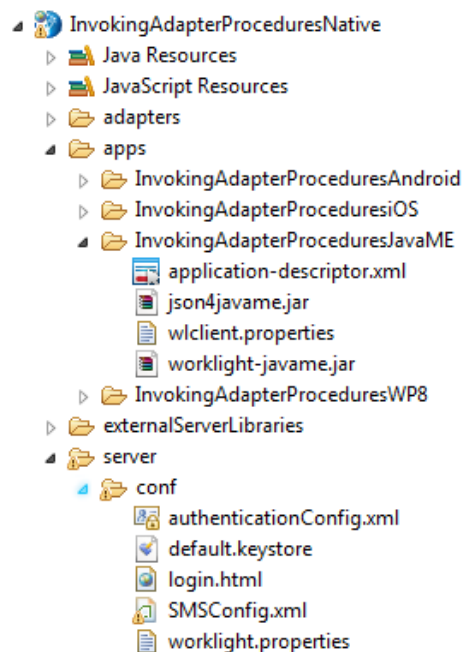 InvokingAdapterProceduresNative
Java Resources
JavaScript Resources
adapters
apps
InvokingAdapterProceduresAndroid
InvokingAdapterProceduresiOS
InvokingAdapterProceduresJavaME
application-descriptor.xml
json4javame.jar
wlclient.properties
worklight-javame.jar
InvokingAdapterProceduresWP8
externalServerLibraries
server
conf
authenticationConfig.xml
default.keystore
login.html
SMSConfig.xml
worklight.properties